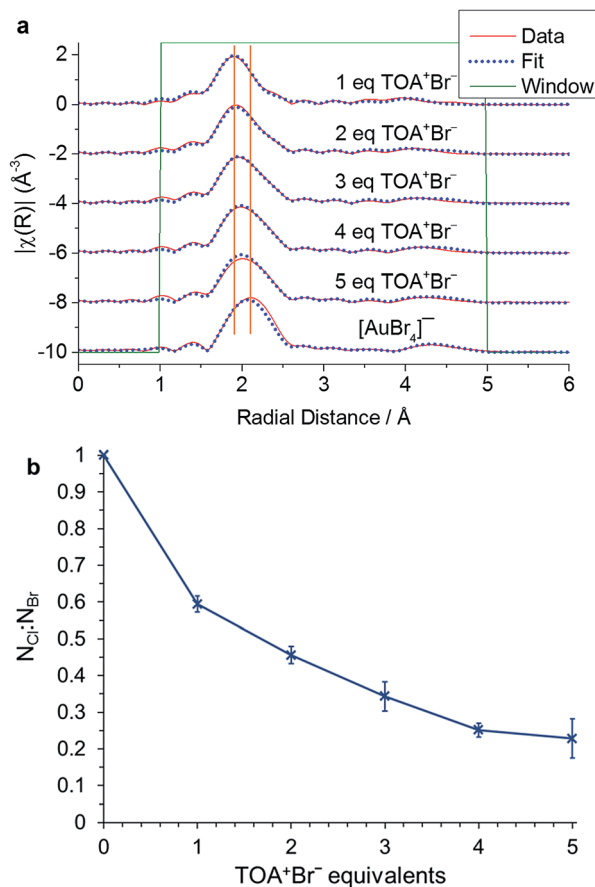 a
Data
Fit
Window
2
0
-2
-4
-6
-8
-10
|χ(R)| (Å⁻³)
1 eq TOA⁺Br⁻
2 eq TOA⁺Br⁻
3 eq TOA⁺Br⁻
4 eq TOA⁺Br⁻
5 eq TOA⁺Br⁻
[AuBr₄]⁻
0 1 2 3 4 5 6
Radial Distance / Å
b
1
0.9
0.8
0.7
0.6
0.5
0.4
0.3
0.2
0.1
0
N_Cl:N_Br
0 1 2 3 4 5
TOA⁺Br⁻ equivalents